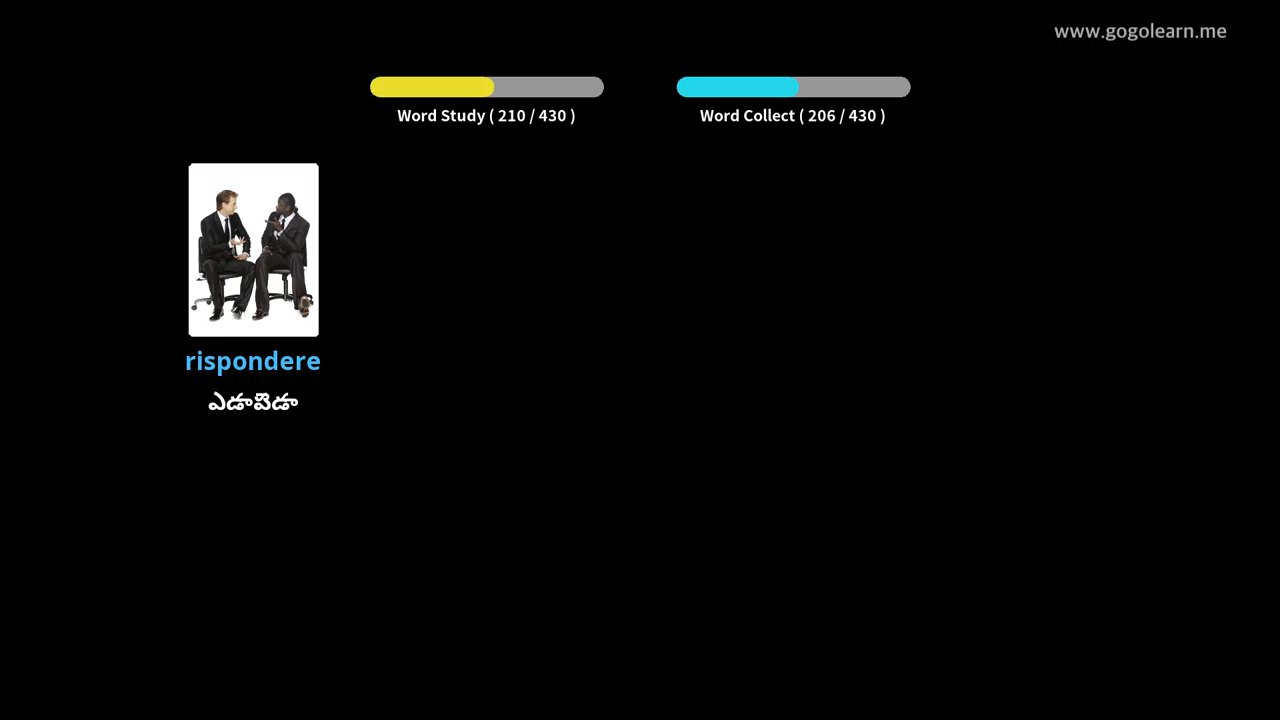 www.gogolearn.me
Word Study ( 210 / 430 )
Word Collect ( 206 / 430 )
rispondere
ఎడాపెడా